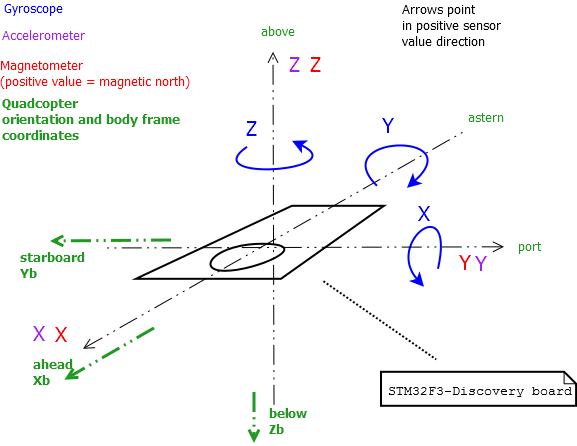 Gyroscope
Accelerometer
Magnetometer
(positive value = magnetic north)
Quadcopter
orientation and body frame
coordinates
Arrows point
in positive sensor
value direction
above
Z Z
Z
Y
astern
X
port
Y Y
starboard
Yb
X X
ahead
Xb
below
Zb
STM32F3-Discovery board